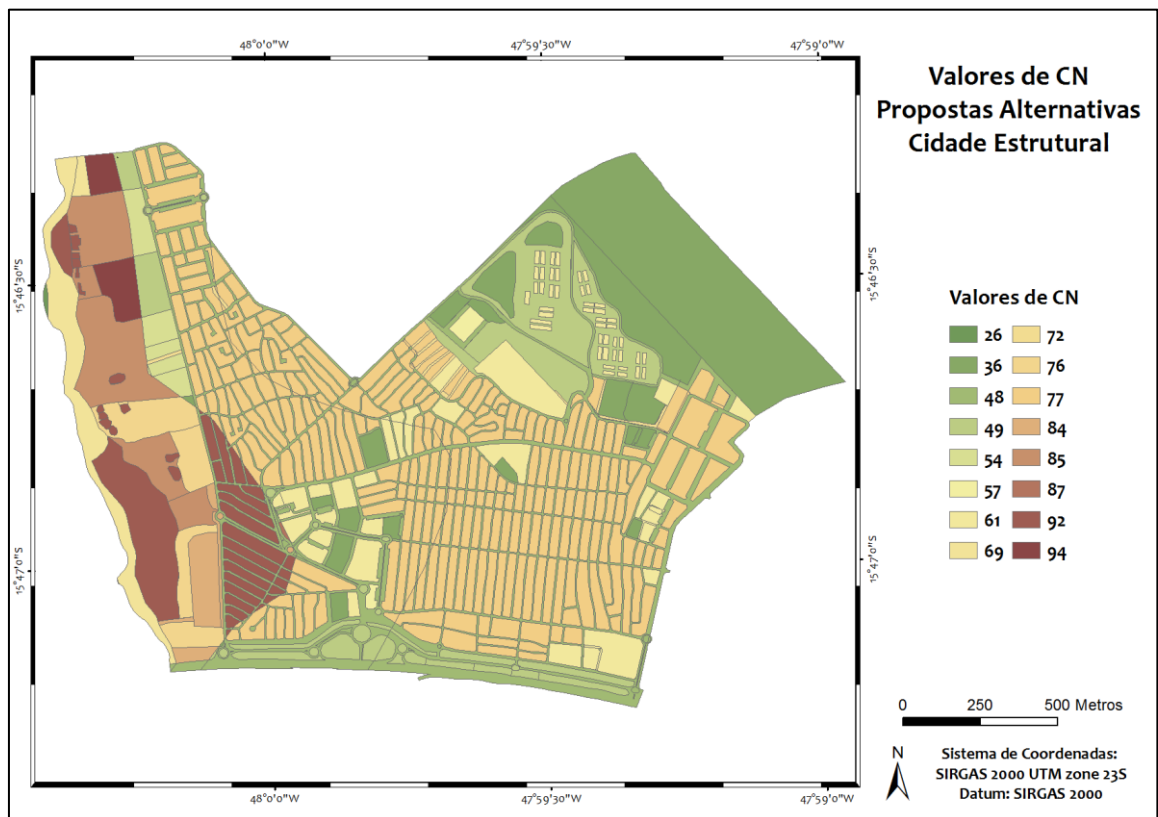 48°0'0"W
47°59'30"W
47°59'0"W
Valores de CN
Propostas Alternativas
Cidade Estrutural
15°46'30"S
15°46'30"S
Valores de CN
26 72
36 76
48 77
49 84
54 85
57 87
61 92
69 94
15°47'0"S
15°47'0"S
0 250 500 Metros
N
Sistema de Coordenadas:
SIRGAS 2000 UTM zone 23S
Datum: SIRGAS 2000
48°0'0"W
47°59'30"W
47°59'0"W